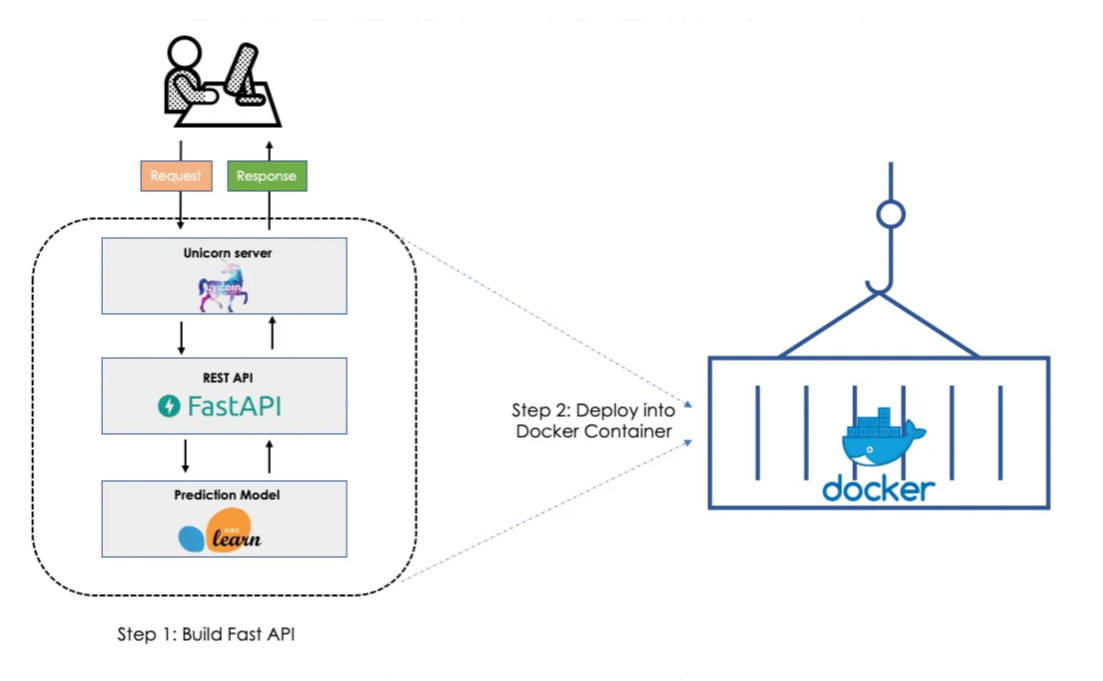 Request
Response
Unicorn server
uvicorn
REST API
FastAPI
Prediction Model
scikit
learn
Step 1: Build Fast API
Step 2: Deploy into
Docker Container
docker